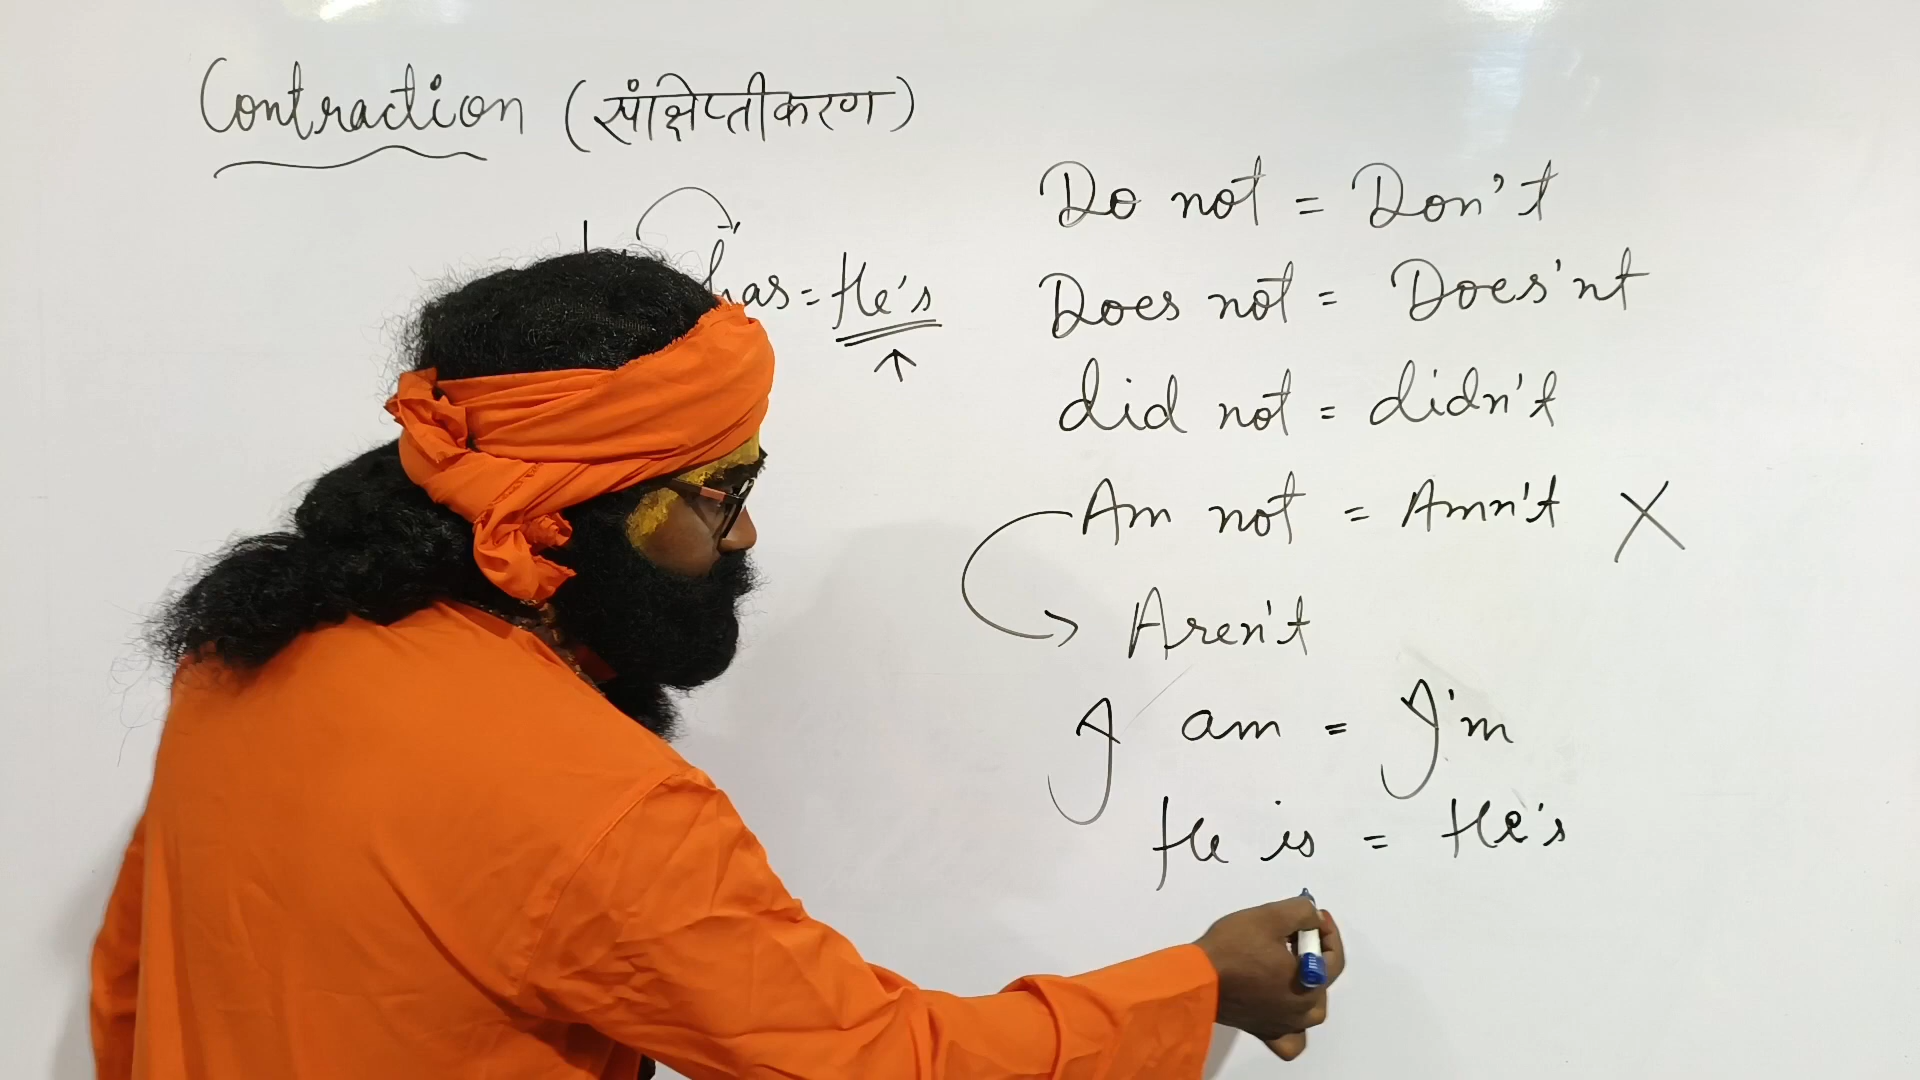 Contraction (संक्षिप्तीकरण)
has = He's
Do not = Don't
Does not = Does'nt
did not = didn't
Am not = Amn't X
Aren't
I am = I'm
He is = He's